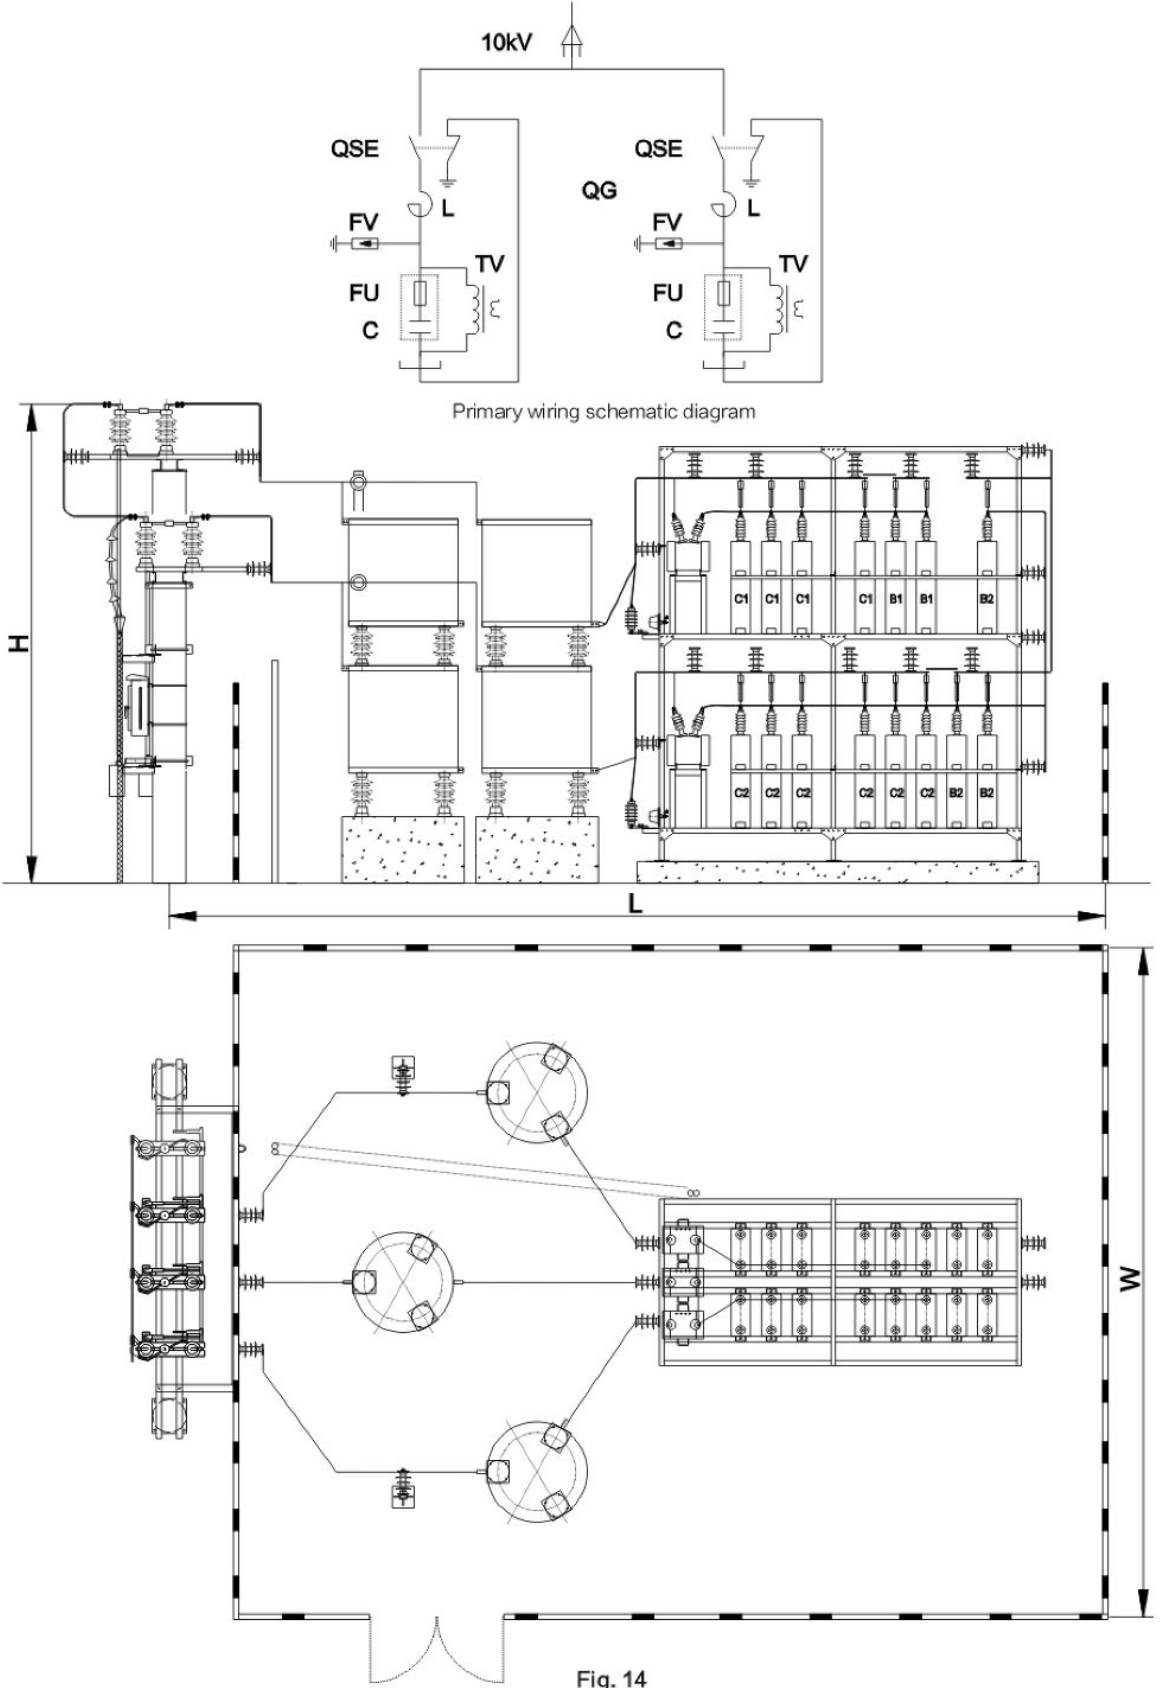 10kV
QSE QSE
QG
L L
FV FV
TV TV
FU FU
C C
Primary wiring schematic diagram
C1 C1 C1 C1 B1 B1 B2
H
C2 C2 C2 C2 C2 C2 B2 B2
L
W
Fig. 14